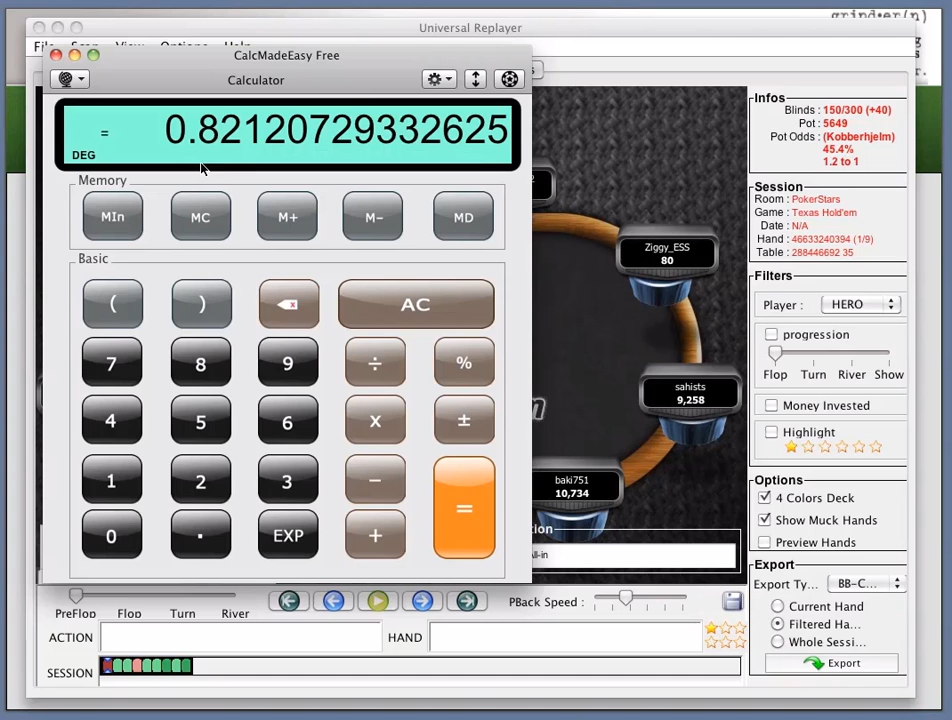 grind•er(n)
Universal Replayer
CalcMadeEasy Free
Calculator
= 0.82120729332625
DEG
Memory
MIn MC M+ M- MD
Basic
( ) AC
7 8 9 ÷ %
4 5 6 x ±
1 2 3 − =
0 . EXP +
Ziggy_ESS
80
sahists
9,258
baki751
10,734
All-in
Infos
Blinds : 150/300 (+40)
Pot : 5649
Pot Odds : (Kobberhjelm)
45.4%
1.2 to 1
Session
Room : PokerStars
Game : Texas Hold'em
Date : N/A
Hand : 46633240394 (1/9)
Table : 288446692 35
Filters
Player : HERO
progression
Flop Turn River Show
Money Invested
Highlight
Options
4 Colors Deck
Show Muck Hands
Preview Hands
Export
Export Ty... BB-C...
Current Hand
Filtered Ha...
Whole Sessi...
Export
PreFlop Flop Turn River
PBack Speed :
ACTION HAND
SESSION